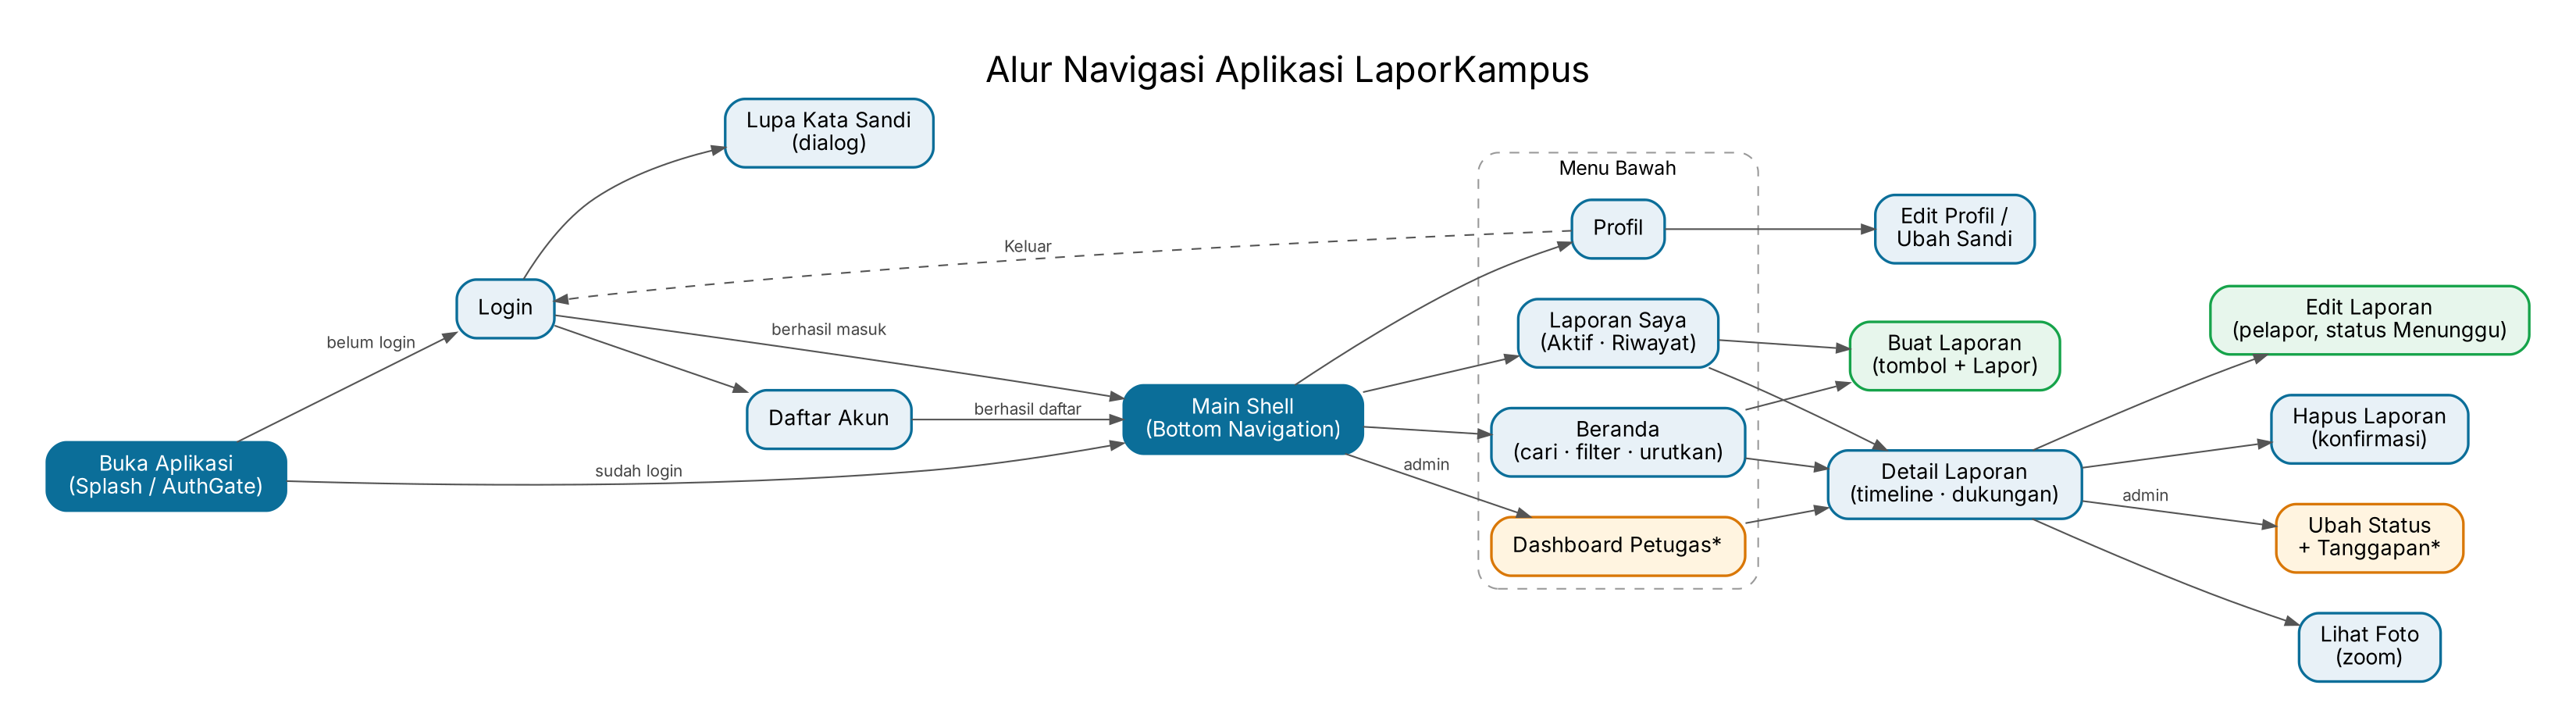 Alur Navigasi Aplikasi LaporKampus
Lupa Kata Sandi
(dialog)
Menu Bawah
Profil
Edit Profil /
Ubah Sandi
Keluar
Login
belum login
berhasil masuk
Laporan Saya
(Aktif · Riwayat)
Buat Laporan
(tombol + Lapor)
Edit Laporan
(pelapor, status Menunggu)
Daftar Akun
berhasil daftar
Main Shell
(Bottom Navigation)
Beranda
(cari · filter · urutkan)
Hapus Laporan
(konfirmasi)
Buka Aplikasi
(Splash / AuthGate)
sudah login
admin
Detail Laporan
(timeline · dukungan)
admin
Dashboard Petugas*
Ubah Status
+ Tanggapan*
Lihat Foto
(zoom)